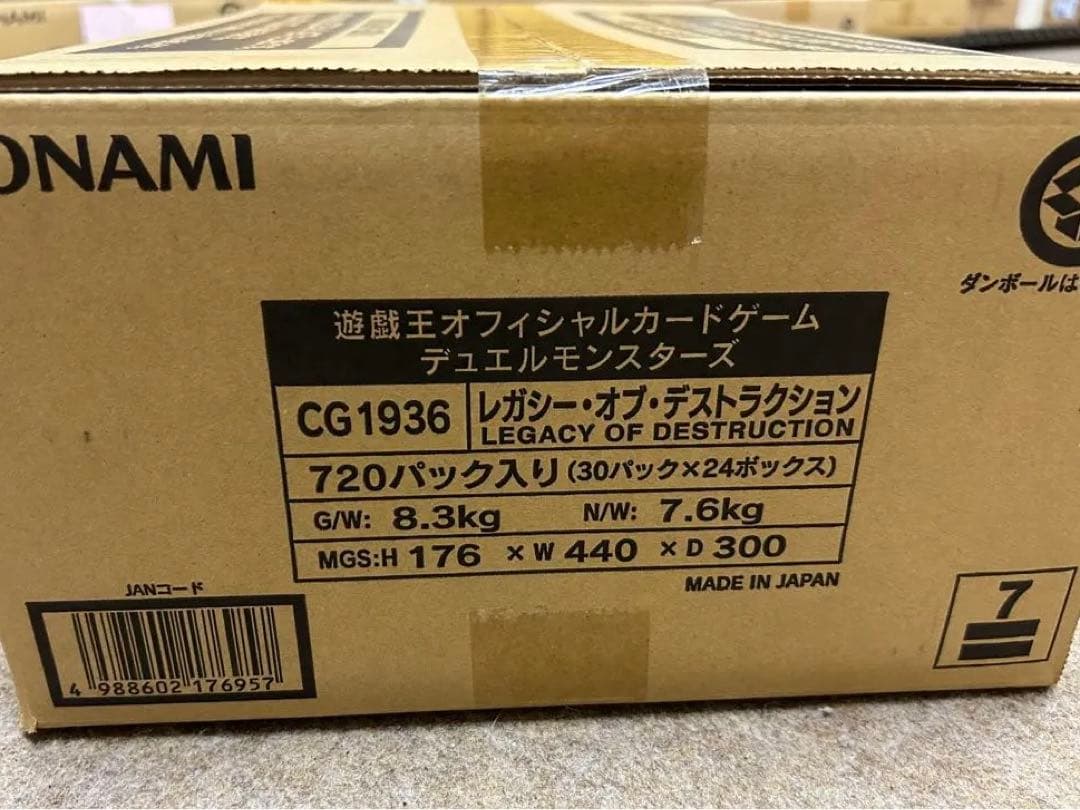 ONAMI
ONAMI
ダンボールは
遊戯王オフィシャルカードゲーム
デュエルモンスターズ
CG1936
レガシー・オブ・デストラクション
LEGACY OF DESTRUCTION
720パック入り(30パック×24ボックス)
G/W: 8.3kg N/W: 7.6kg
MGS:H 176 × W 440 × D 300
MADE IN JAPAN
JANコード
4 988602 176957
7